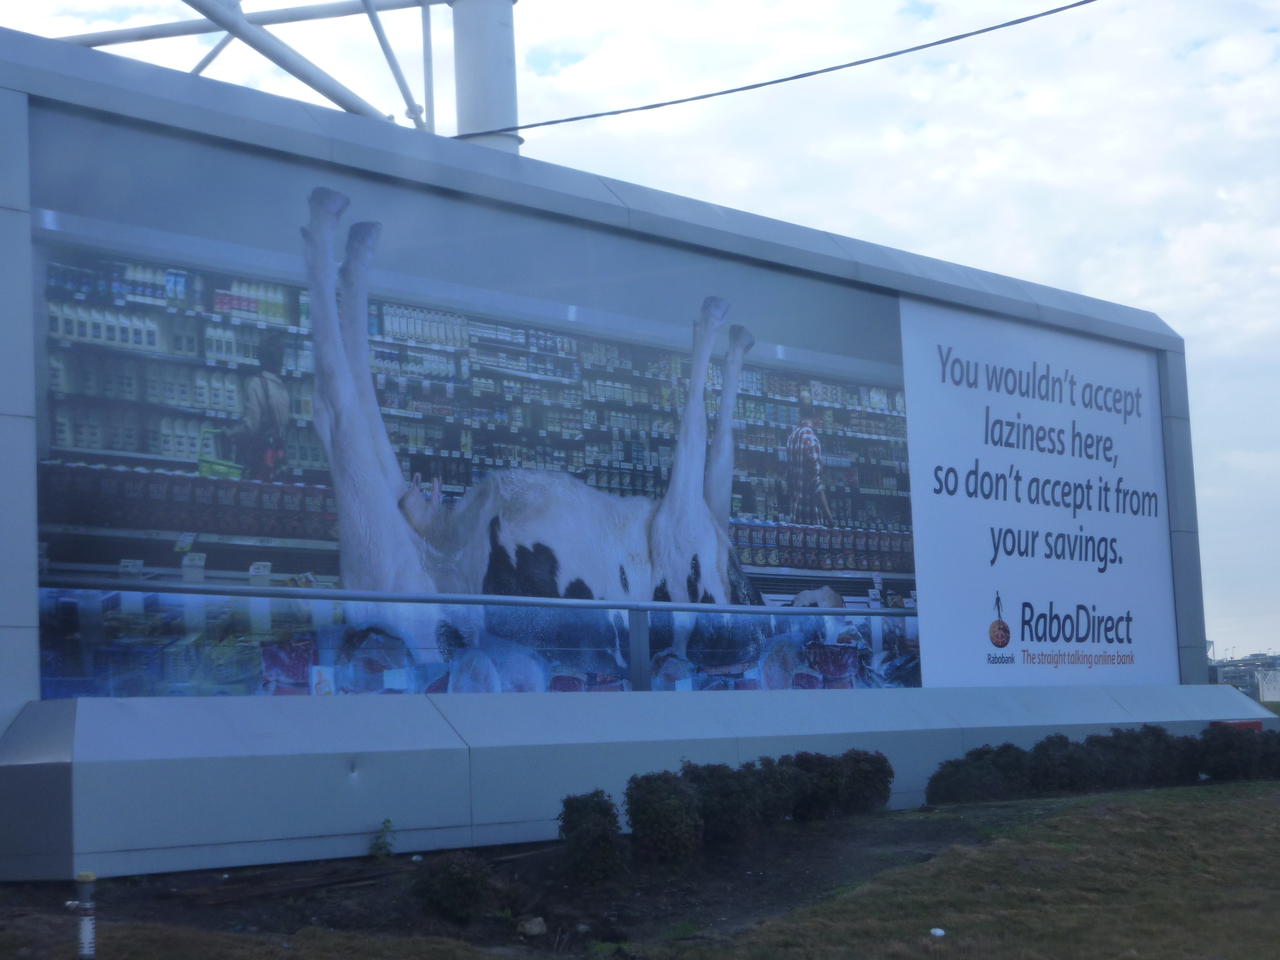 You wouldn't accept
laziness here,
so don't accept it from
your savings.
RaboDirect
Rabobank
The straight talking online bank